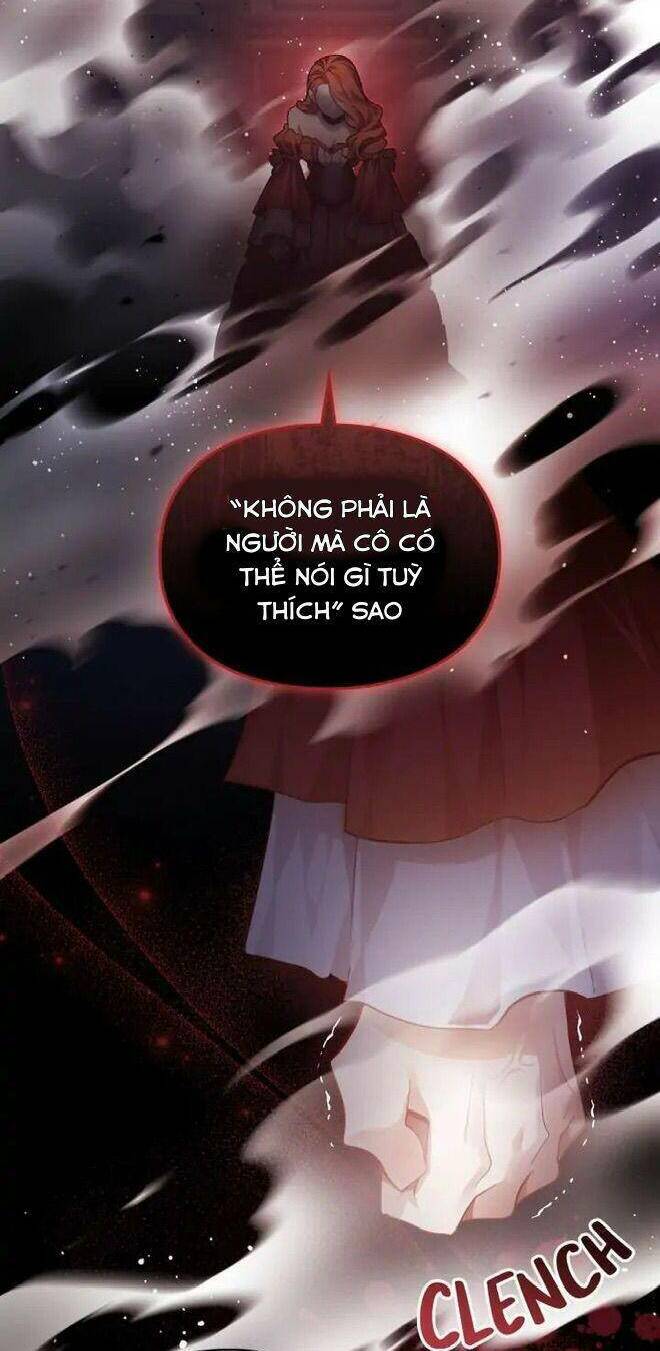 “KHÔNG PHẢI LÀ
NGƯỜI MÀ CÔ CÓ
THỂ NÓI GÌ TUỲ
THÍCH” SAO
CLENCH